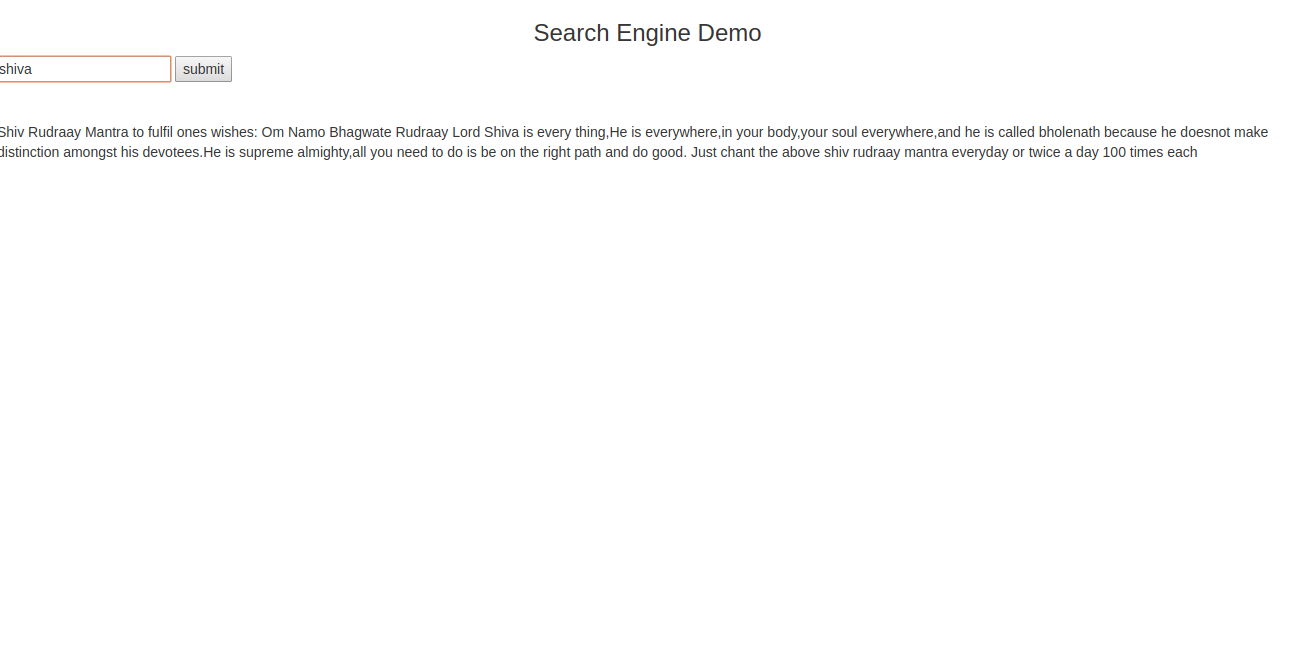 Search Engine Demo
shiva
submit
Shiv Rudraay Mantra to fulfil ones wishes: Om Namo Bhagwate Rudraay Lord Shiva is every thing,He is everywhere,in your body,your soul everywhere,and he is called bholenath because he doesnot make
distinction amongst his devotees.He is supreme almighty,all you need to do is be on the right path and do good. Just chant the above shiv rudraay mantra everyday or twice a day 100 times each